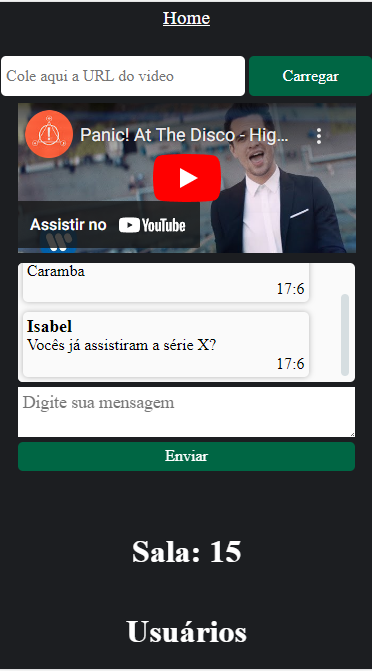 Home
Cole aqui a URL do video
Carregar
Panic! At The Disco - Hig...
Assistir no YouTube
Caramba
17:6
Isabel
Vocês já assistiram a série X?
17:6
Digite sua mensagem
Enviar
Sala: 15
Usuários